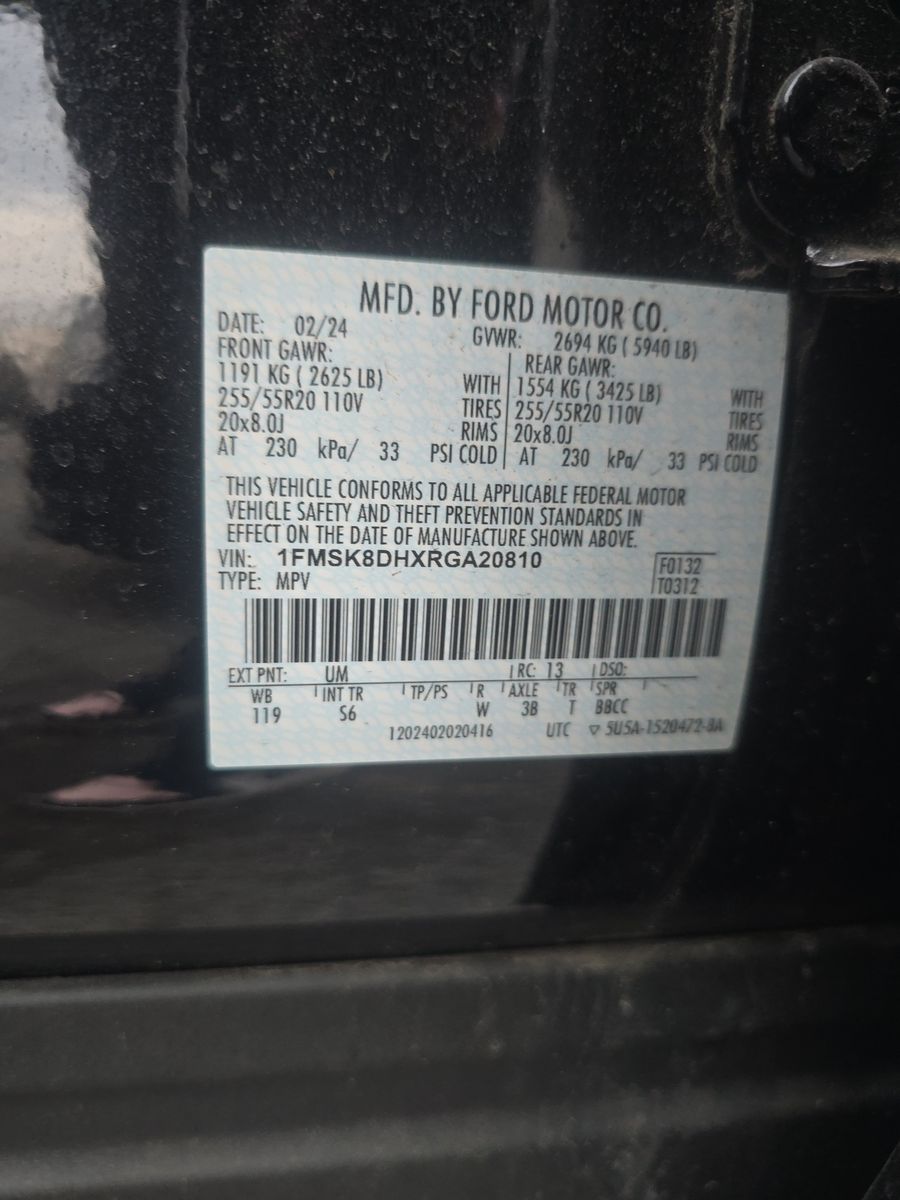 MFD. BY FORD MOTOR CO.
DATE: 02/24 GVWR: 2694 KG ( 5940 LB)
FRONT GAWR: REAR GAWR:
1191 KG ( 2625 LB) WITH 1554 KG ( 3425 LB) WITH
255/55R20 110V TIRES 255/55R20 110V TIRES
20x8.0J RIMS 20x8.0J RIMS
AT 230 kPa/ 33 PSI COLD AT 230 kPa/ 33 PSI COLD
THIS VEHICLE CONFORMS TO ALL APPLICABLE FEDERAL MOTOR
VEHICLE SAFETY AND THEFT PREVENTION STANDARDS IN
EFFECT ON THE DATE OF MANUFACTURE SHOWN ABOVE.
VIN: 1FMSK8DHXRGA20810 F0132
TYPE: MPV T0312
EXT PNT: UM RC: 13 DSO:
WB INT TR TP/PS R AXLE TR SPR
119 S6 W 3B T BBCC
1202402020416 UTC ▽ 5U5A-1520472-BA